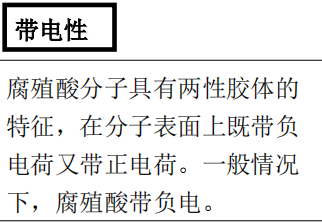 带电性
腐殖酸分子具有两性胶体的
特征，在分子表面上既带负
电荷又带正电荷。一般情况
下，腐殖酸带负电。